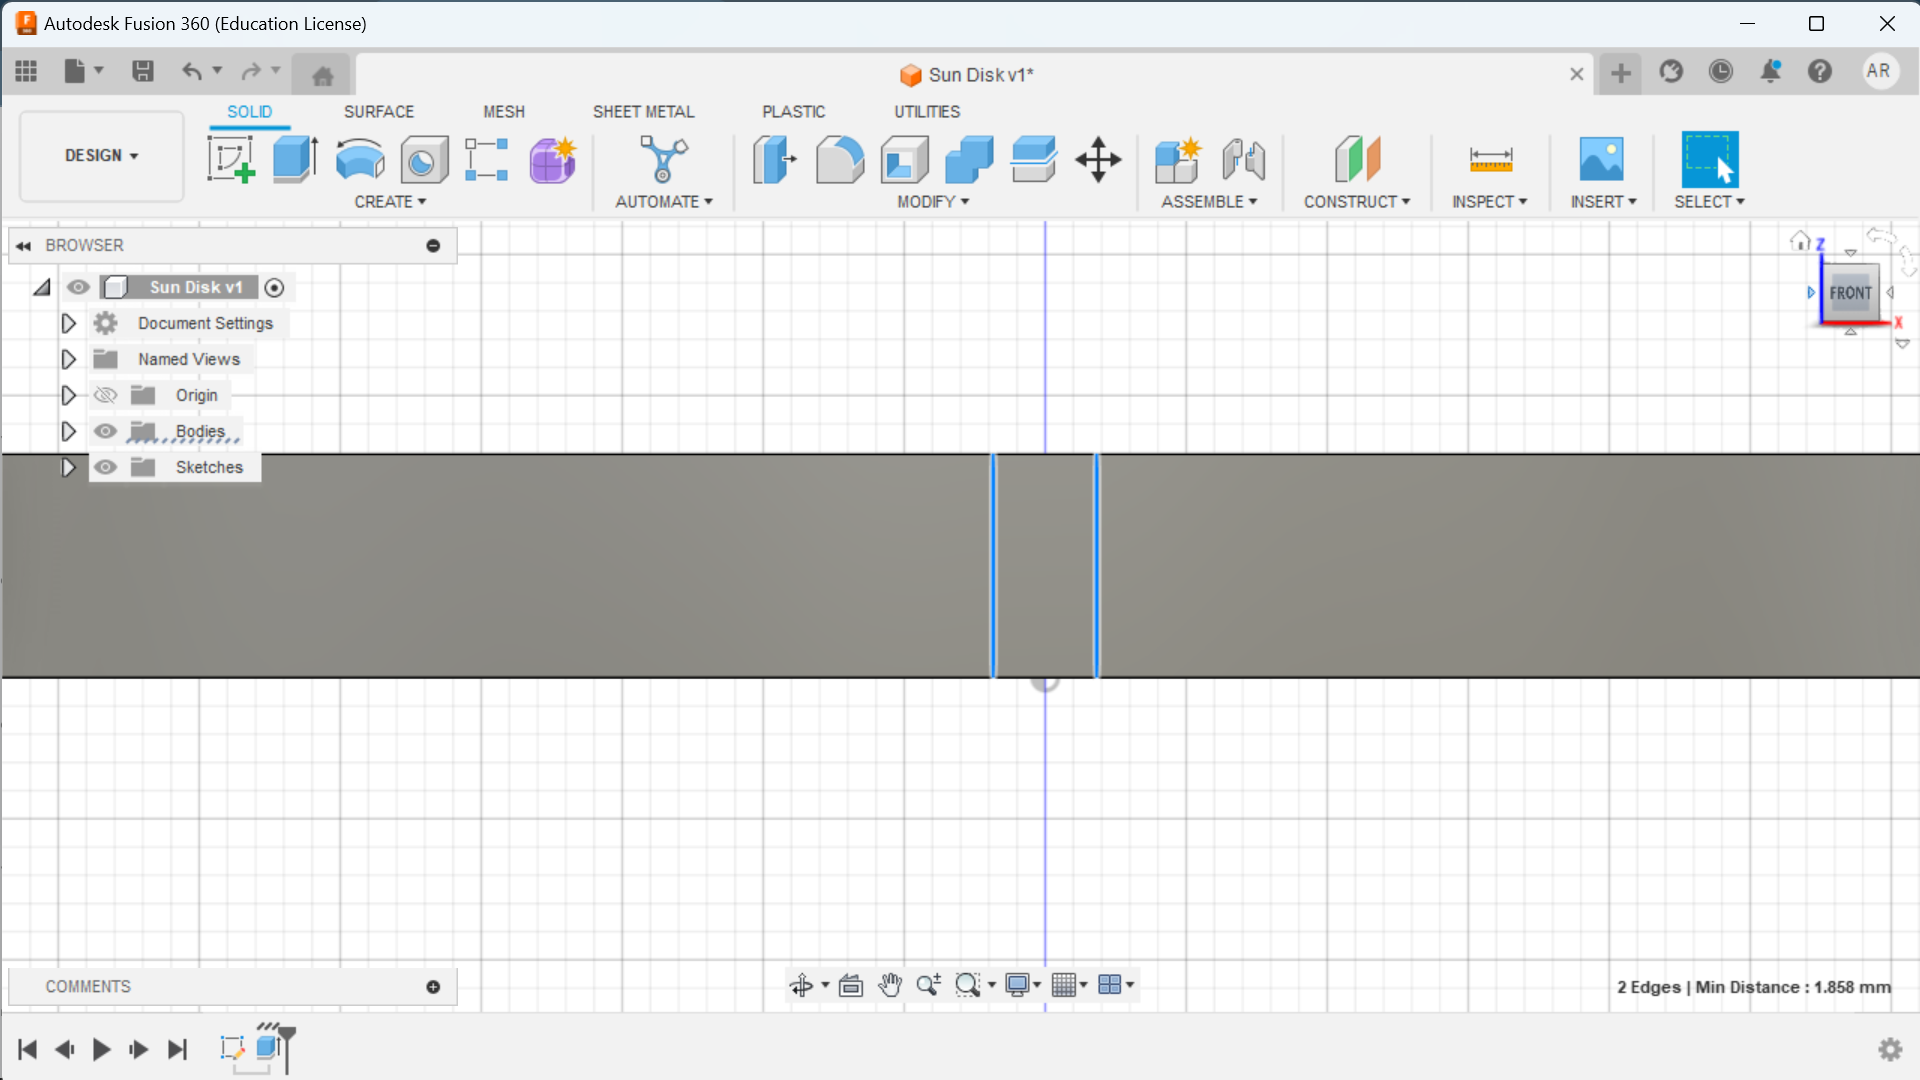 Autodesk Fusion 360 (Education License)
Sun Disk v1*
AR
DESIGN
SOLID
SURFACE
MESH
SHEET METAL
PLASTIC
UTILITIES
CREATE
AUTOMATE
MODIFY
ASSEMBLE
CONSTRUCT
INSPECT
INSERT
SELECT
BROWSER
Sun Disk v1
Document Settings
Named Views
Origin
Bodies
Sketches
Z
FRONT
X
COMMENTS
2 Edges | Min Distance : 1.858 mm